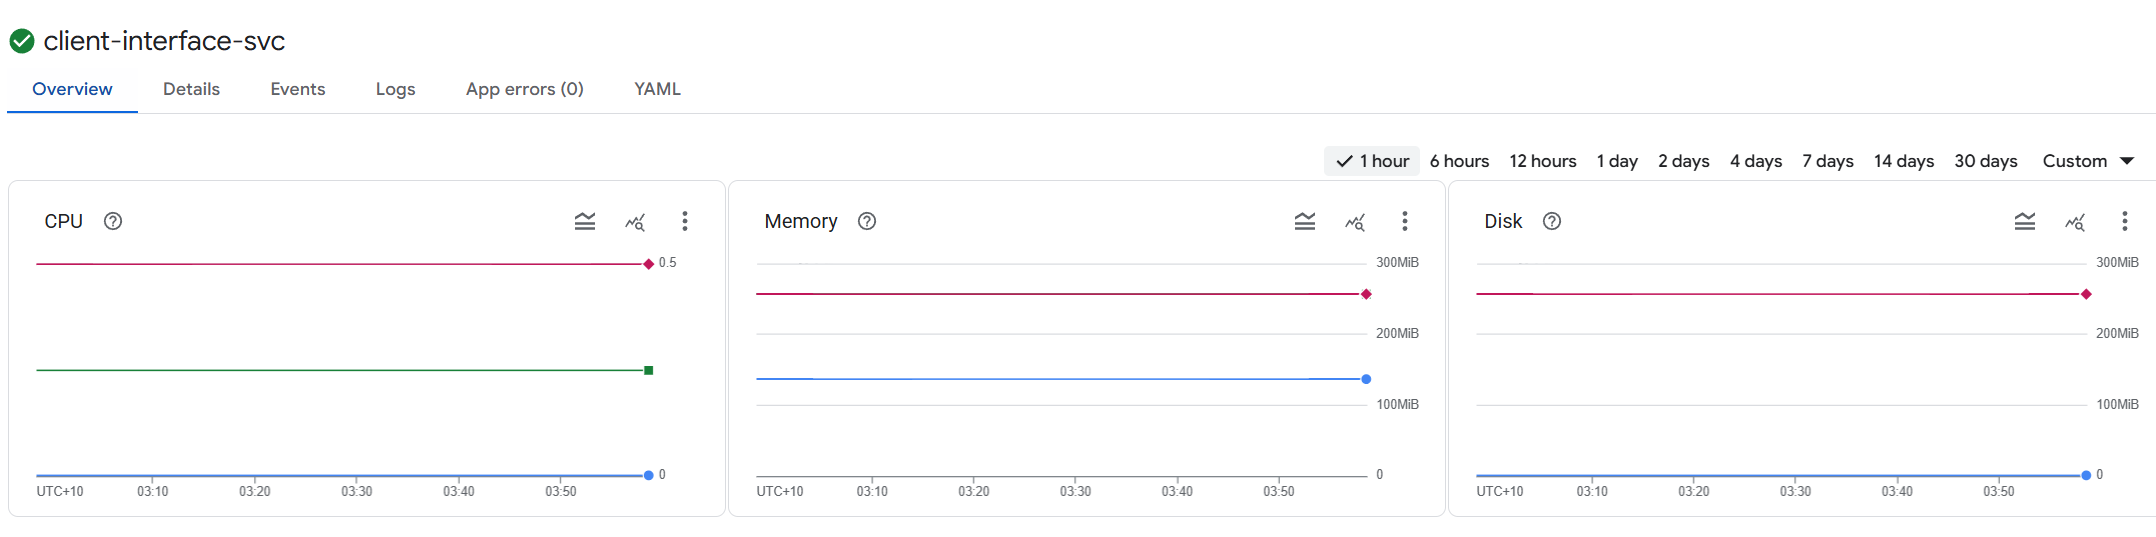 client-interface-svc
Overview Details Events Logs App errors (0) YAML
1 hour 6 hours 12 hours 1 day 2 days 4 days 7 days 14 days 30 days Custom
CPU
0.5
0
UTC+10 03:10 03:20 03:30 03:40 03:50
Memory
300MiB
200MiB
100MiB
0
UTC+10 03:10 03:20 03:30 03:40 03:50
Disk
300MiB
200MiB
100MiB
0
UTC+10 03:10 03:20 03:30 03:40 03:50